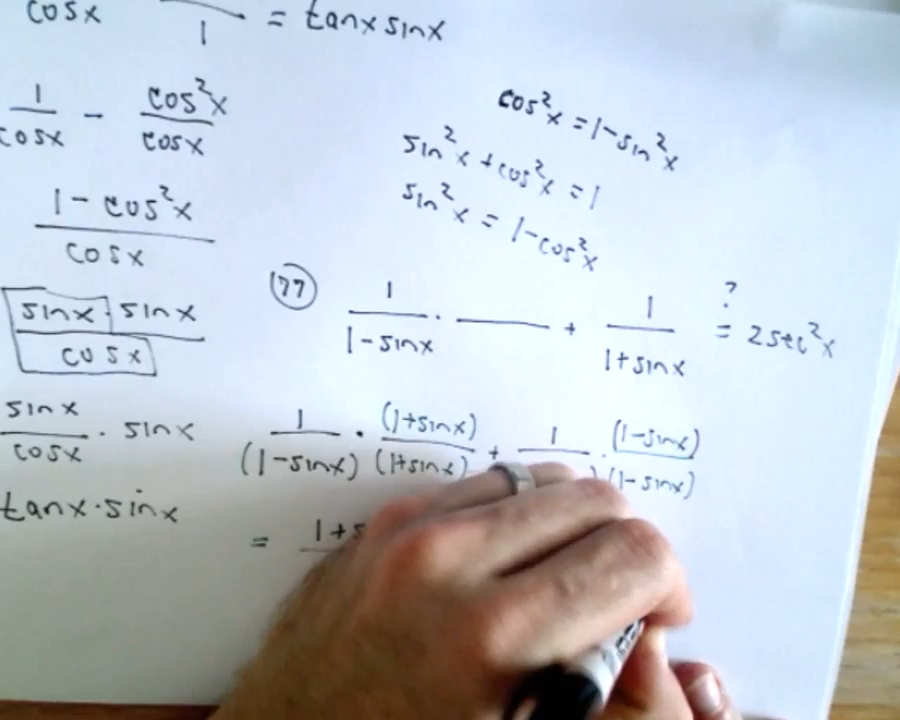 cosx / 1 = tanx sinx
1/cosx - cos²x/cosx
1 - cos²x / cosx
sinx · sinx / cosx
sinx/cosx · sinx
tanx · sinx
cos²x = 1 - sin²x
sin²x + cos²x = 1
sin²x = 1 - cos²x
77 1/1-sinx · ___ + 1/1+sinx ?= 2sec²x
1/(1-sinx) · (1+sinx)/(1+sinx) + 1/ ) · (1-sinx)/(1-sinx)
= 1+s